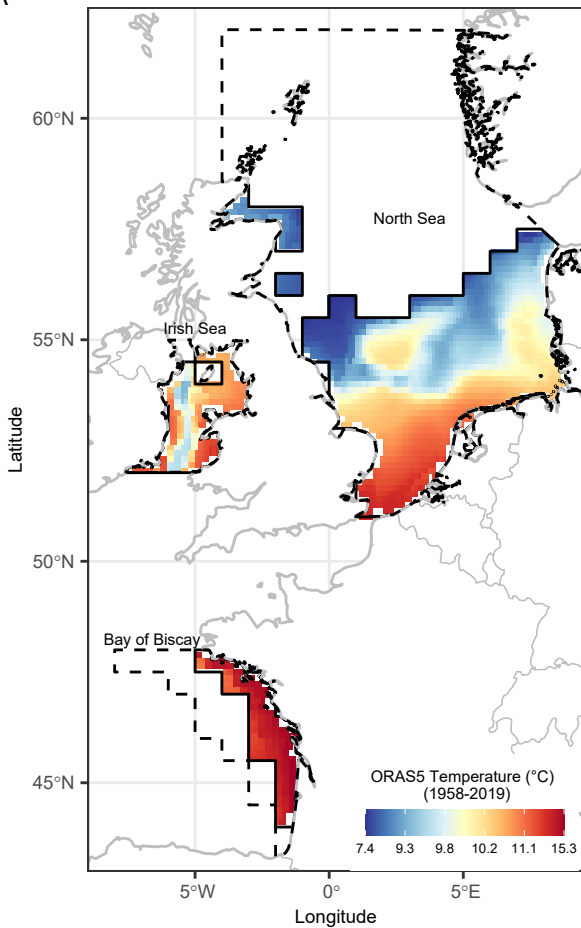 60°N
North Sea
55°N
Irish Sea
Latitude
50°N
Bay of Biscay
45°N
ORAS5 Temperature (°C)
(1958-2019)
7.4 9.3 9.8 10.2 11.1 15.3
5°W 0° 5°E
Longitude